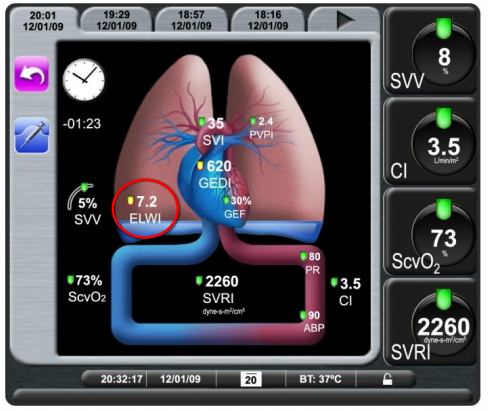 20:01
12/01/09
19:29
12/01/09
18:57
12/01/09
18:16
12/01/09
-01:23
35
SVI
2.4
PVPI
620
GEDI
30%
GEF
5%
SVV
7.2
ELWI
73%
ScvO₂
2260
SVRI
dyne-s-m²/cm⁵
80
PR
3.5
CI
90
ABP
8
%
SVV
3.5
L/min/m²
CI
73
%
ScvO₂
2260
dyne-s-m²/cm⁵
SVRI
20:32:17 12/01/09 20 BT: 37°C